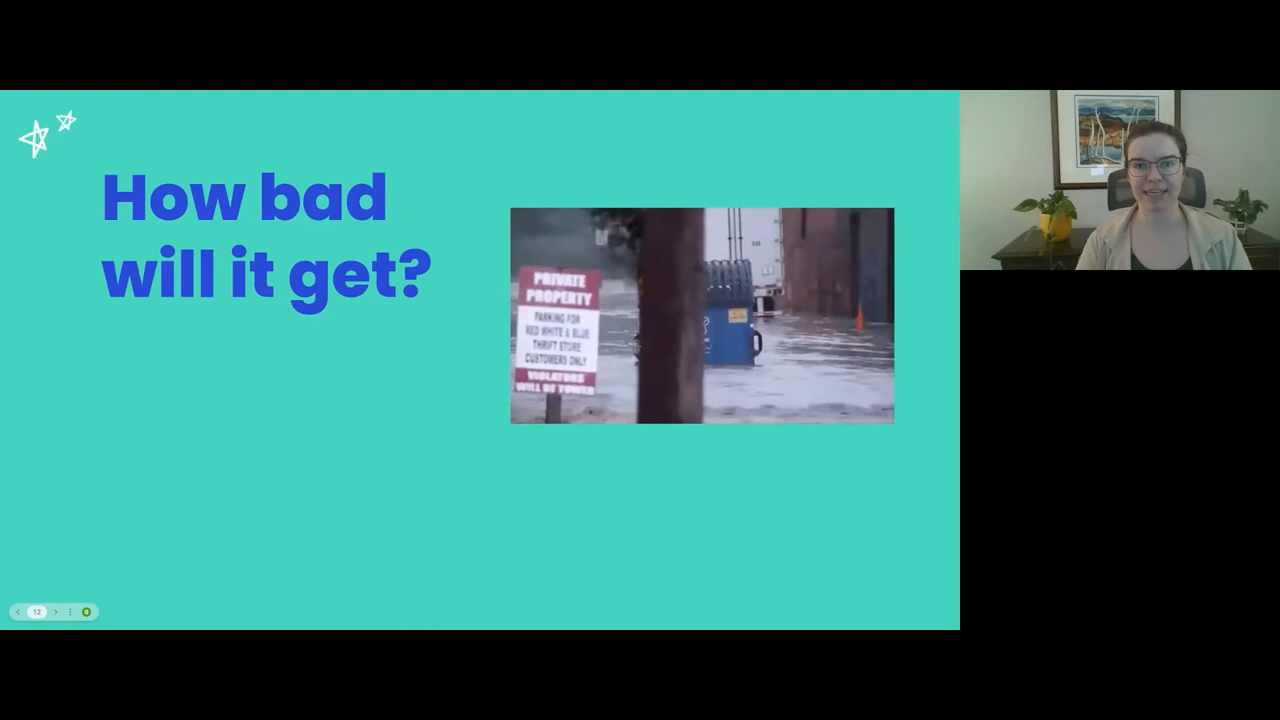 How bad
will it get?
PRIVATE
PROPERTY
PARKING FOR
RED WHITE & BLUE
THRIFT STORE
CUSTOMERS ONLY
VIOLATORS
WILL BE TOWED
12